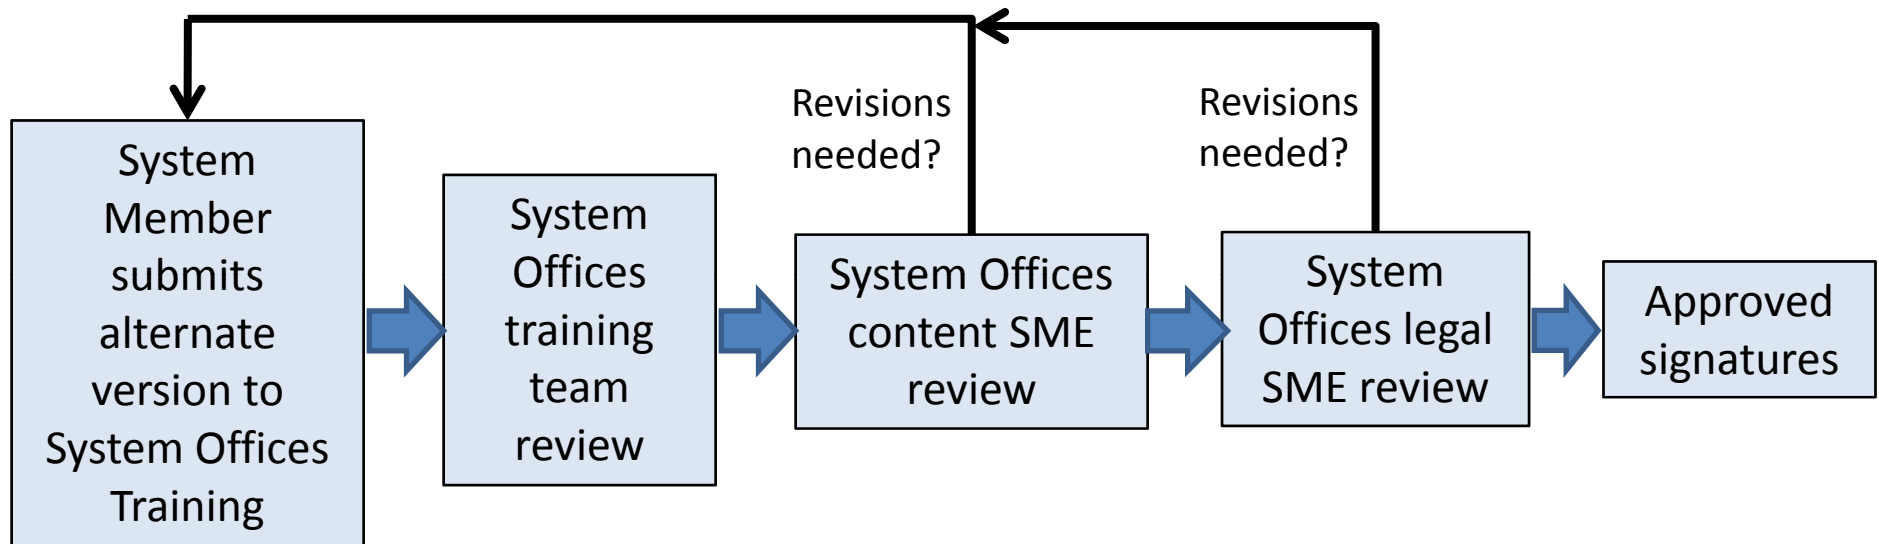 Revisions
needed?
Revisions
needed?
System
Member
submits
alternate
version to
System Offices
Training
System
Offices
training
team
review
System Offices
content SME
review
System
Offices legal
SME review
Approved
signatures